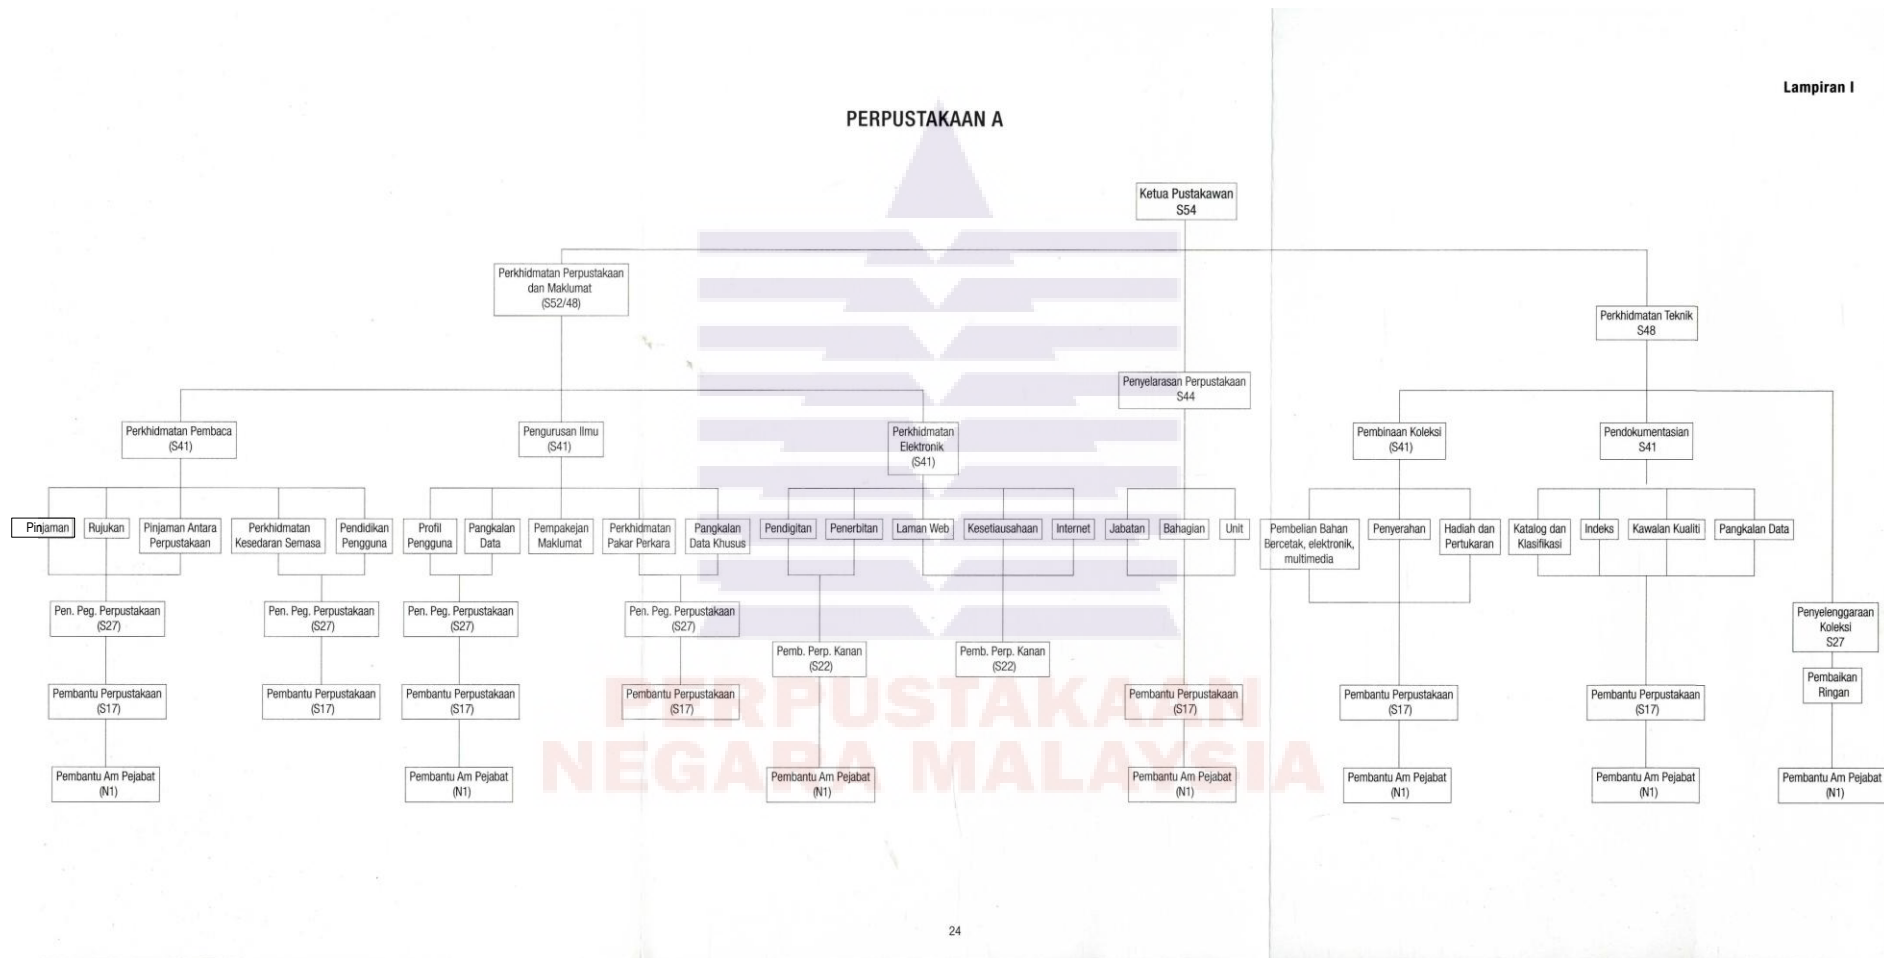 Lampiran I
PERPUSTAKAAN A
Ketua Pustakawan
S54
Perkhidmatan Perpustakaan
dan Maklumat
(S52/48)
Perkhidmatan Teknik
S48
Penyelarasan Perpustakaan
S44
Perkhidmatan Pembaca
(S41)
Pengurusan Ilmu
(S41)
Perkhidmatan
Elektronik
(S41)
Pembinaan Koleksi
(S41)
Pendokumentasian
S41
Pinjaman
Rujukan
Pinjaman Antara
Perpustakaan
Perkhidmatan
Kesedaran Semasa
Pendidikan
Pengguna
Profil
Pengguna
Pangkalan
Data
Pempakejan
Maklumat
Perkhidmatan
Pakar Perkara
Pangkalan
Data Khusus
Pendigitan
Penerbitan
Laman Web
Kesetiausahaan
Internet
Jabatan
Bahagian
Unit
Pembelian Bahan
Bercetak, elektronik,
multimedia
Penyerahan
Hadiah dan
Pertukaran
Katalog dan
Klasifikasi
Indeks
Kawalan Kualiti
Pangkalan Data
Pen. Peg. Perpustakaan
(S27)
Pen. Peg. Perpustakaan
(S27)
Pen. Peg. Perpustakaan
(S27)
Pen. Peg. Perpustakaan
(S27)
Penyelenggaraan
Koleksi
S27
Pemb. Perp. Kanan
(S22)
Pemb. Perp. Kanan
(S22)
Pembaikan
Ringan
Pembantu Perpustakaan
(S17)
Pembantu Perpustakaan
(S17)
Pembantu Perpustakaan
(S17)
Pembantu Perpustakaan
(S17)
Pembantu Perpustakaan
(S17)
Pembantu Perpustakaan
(S17)
Pembantu Perpustakaan
(S17)
PERPUSTAKAAN
NEGARA MALAYSIA
Pembantu Am Pejabat
(N1)
Pembantu Am Pejabat
(N1)
Pembantu Am Pejabat
(N1)
Pembantu Am Pejabat
(N1)
Pembantu Am Pejabat
(N1)
Pembantu Am Pejabat
(N1)
Pembantu Am Pejabat
(N1)
24